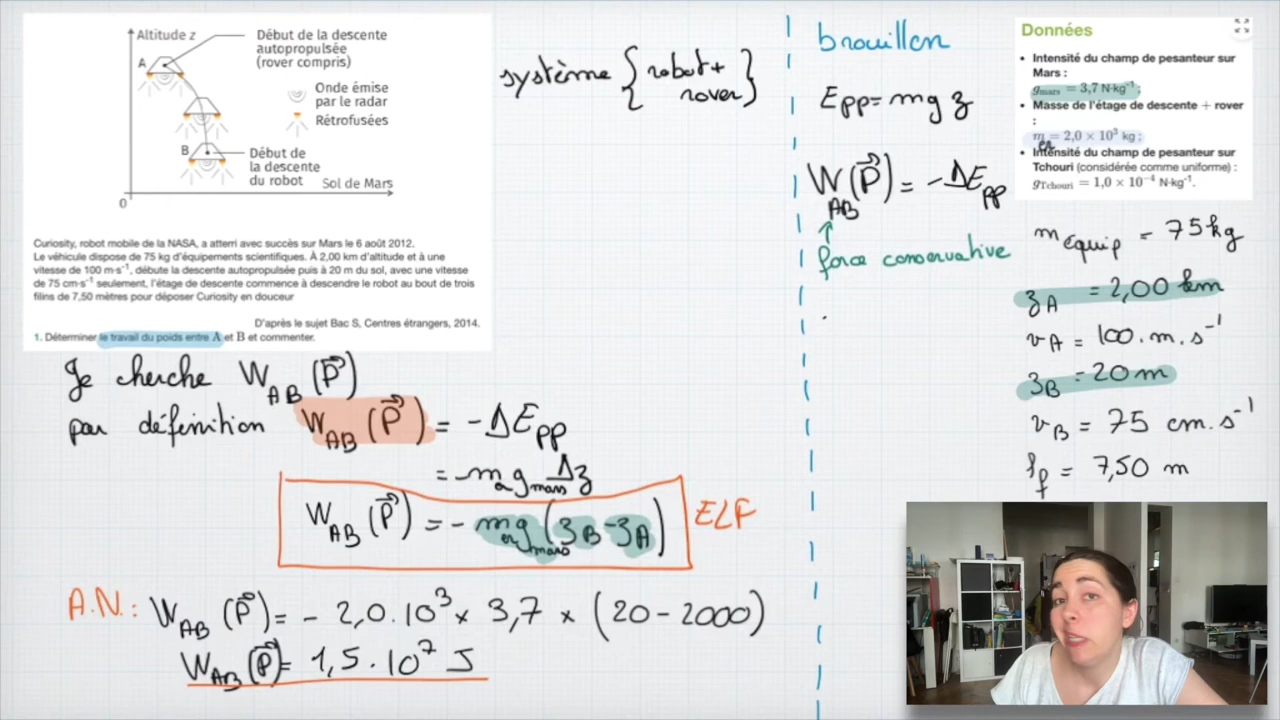 Altitude z
Début de la descente
autopropulsée
(rover compris)
A
Onde émise
par le radar
Rétrofusées
B
Début de
la descente
du robot
Sol de Mars
0
Curiosity, robot mobile de la NASA, a atterri avec succès sur Mars le 6 août 2012.
Le véhicule dispose de 75 kg d'équipements scientifiques. À 2,00 km d'altitude et à une
vitesse de 100 m·s⁻¹, débute la descente autopropulsée puis à 20 m du sol, avec une vitesse
de 75 cm·s⁻¹ seulement, l'étage de descente commence à descendre le robot au bout de trois
filins de 7,50 mètres pour déposer Curiosity en douceur
D'après le sujet Bac S, Centres étrangers, 2014.
1. Déterminer le travail du poids entre A et B et commenter.
système { robot +
rover }
Je cherche W_AB (P⃗)
par définition W_AB (P⃗) = -ΔEpp
= -m g_mars Δz
W_AB (P⃗) = - m g_mars (z_B - z_A)
ELF
A.N.: W_AB (P⃗) = - 2,0.10³ × 3,7 × (20 - 2000)
W_AB (P⃗) = 1,5.10⁷ J
brouillon
Epp = mgz
W_AB (P⃗) = -ΔEpp
↑
force conservative
Données
• Intensité du champ de pesanteur sur
Mars :
g_mars = 3,7 N·kg⁻¹ ;
• Masse de l'étage de descente + rover
:
m = 2,0 × 10³ kg ;
• Intensité du champ de pesanteur sur
Tchouri (considérée comme uniforme) :
g_Tchouri = 1,0 × 10⁻⁴ N·kg⁻¹.
m_équip = 75 kg
z_A = 2,00 km
v_A = 100. m. s⁻¹
z_B = 20 m
v_B = 75 cm. s⁻¹
l_f = 7,50 m